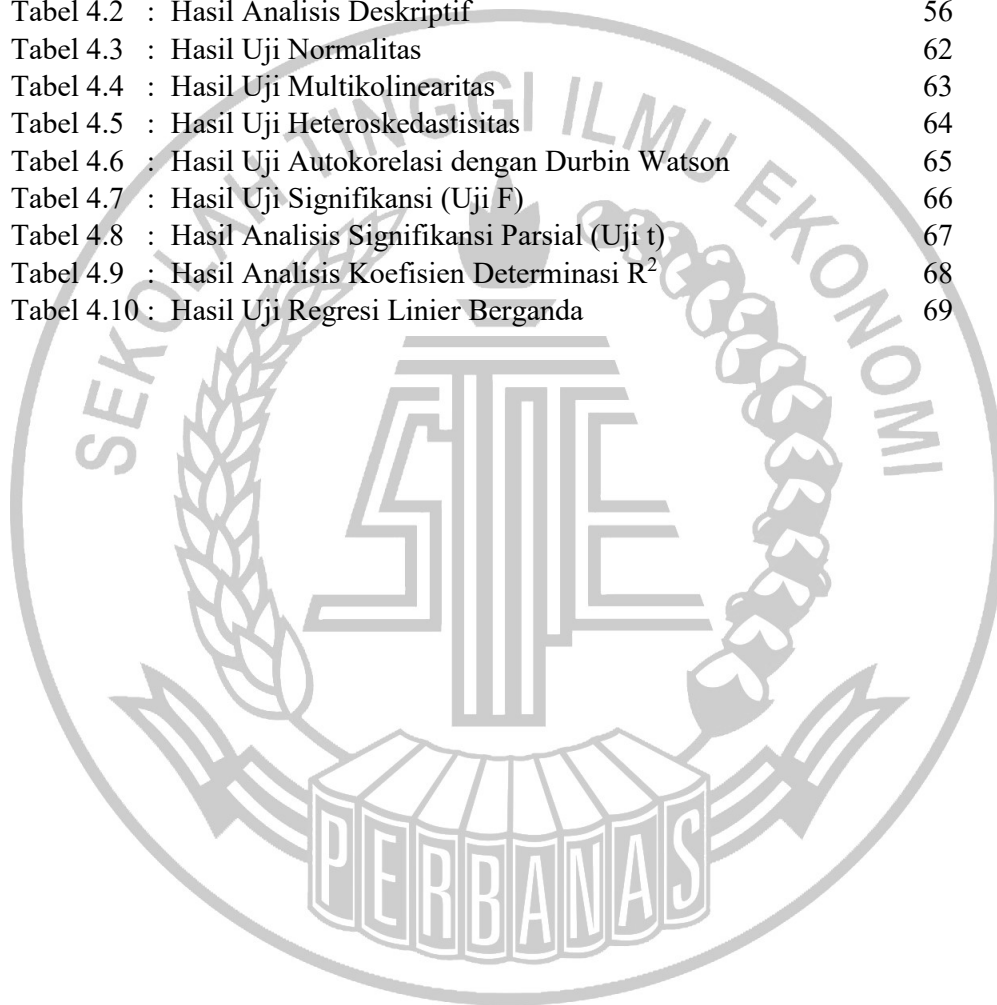 Tabel 4.2 : Hasil Analisis Deskriptif 56
Tabel 4.3 : Hasil Uji Normalitas 62
Tabel 4.4 : Hasil Uji Multikolinearitas 63
Tabel 4.5 : Hasil Uji Heteroskedastisitas 64
Tabel 4.6 : Hasil Uji Autokorelasi dengan Durbin Watson 65
Tabel 4.7 : Hasil Uji Signifikansi (Uji F) 66
Tabel 4.8 : Hasil Analisis Signifikansi Parsial (Uji t) 67
Tabel 4.9 : Hasil Analisis Koefisien Determinasi R² 68
Tabel 4.10 : Hasil Uji Regresi Linier Berganda 69
SEKOLAH TINGGI ILMU EKONOMI
STIE
PERBANAS